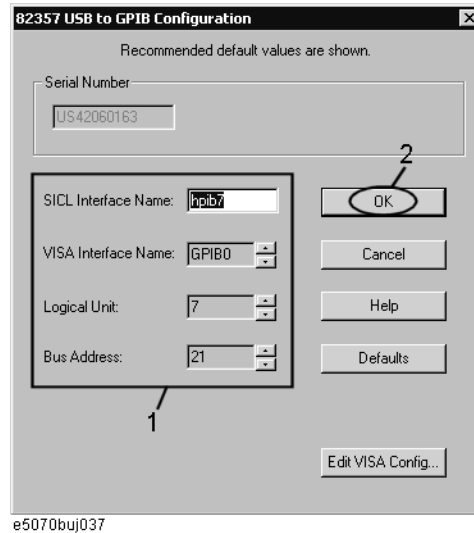 82357 USB to GPIB Configuration
Recommended default values are shown.
Serial Number
US42060163
2
SICL Interface Name: hpib7
OK
VISA Interface Name: GPIB0
Cancel
Logical Unit: 7
Help
Bus Address: 21
Defaults
1
Edit VISA Config...
e5070buj037